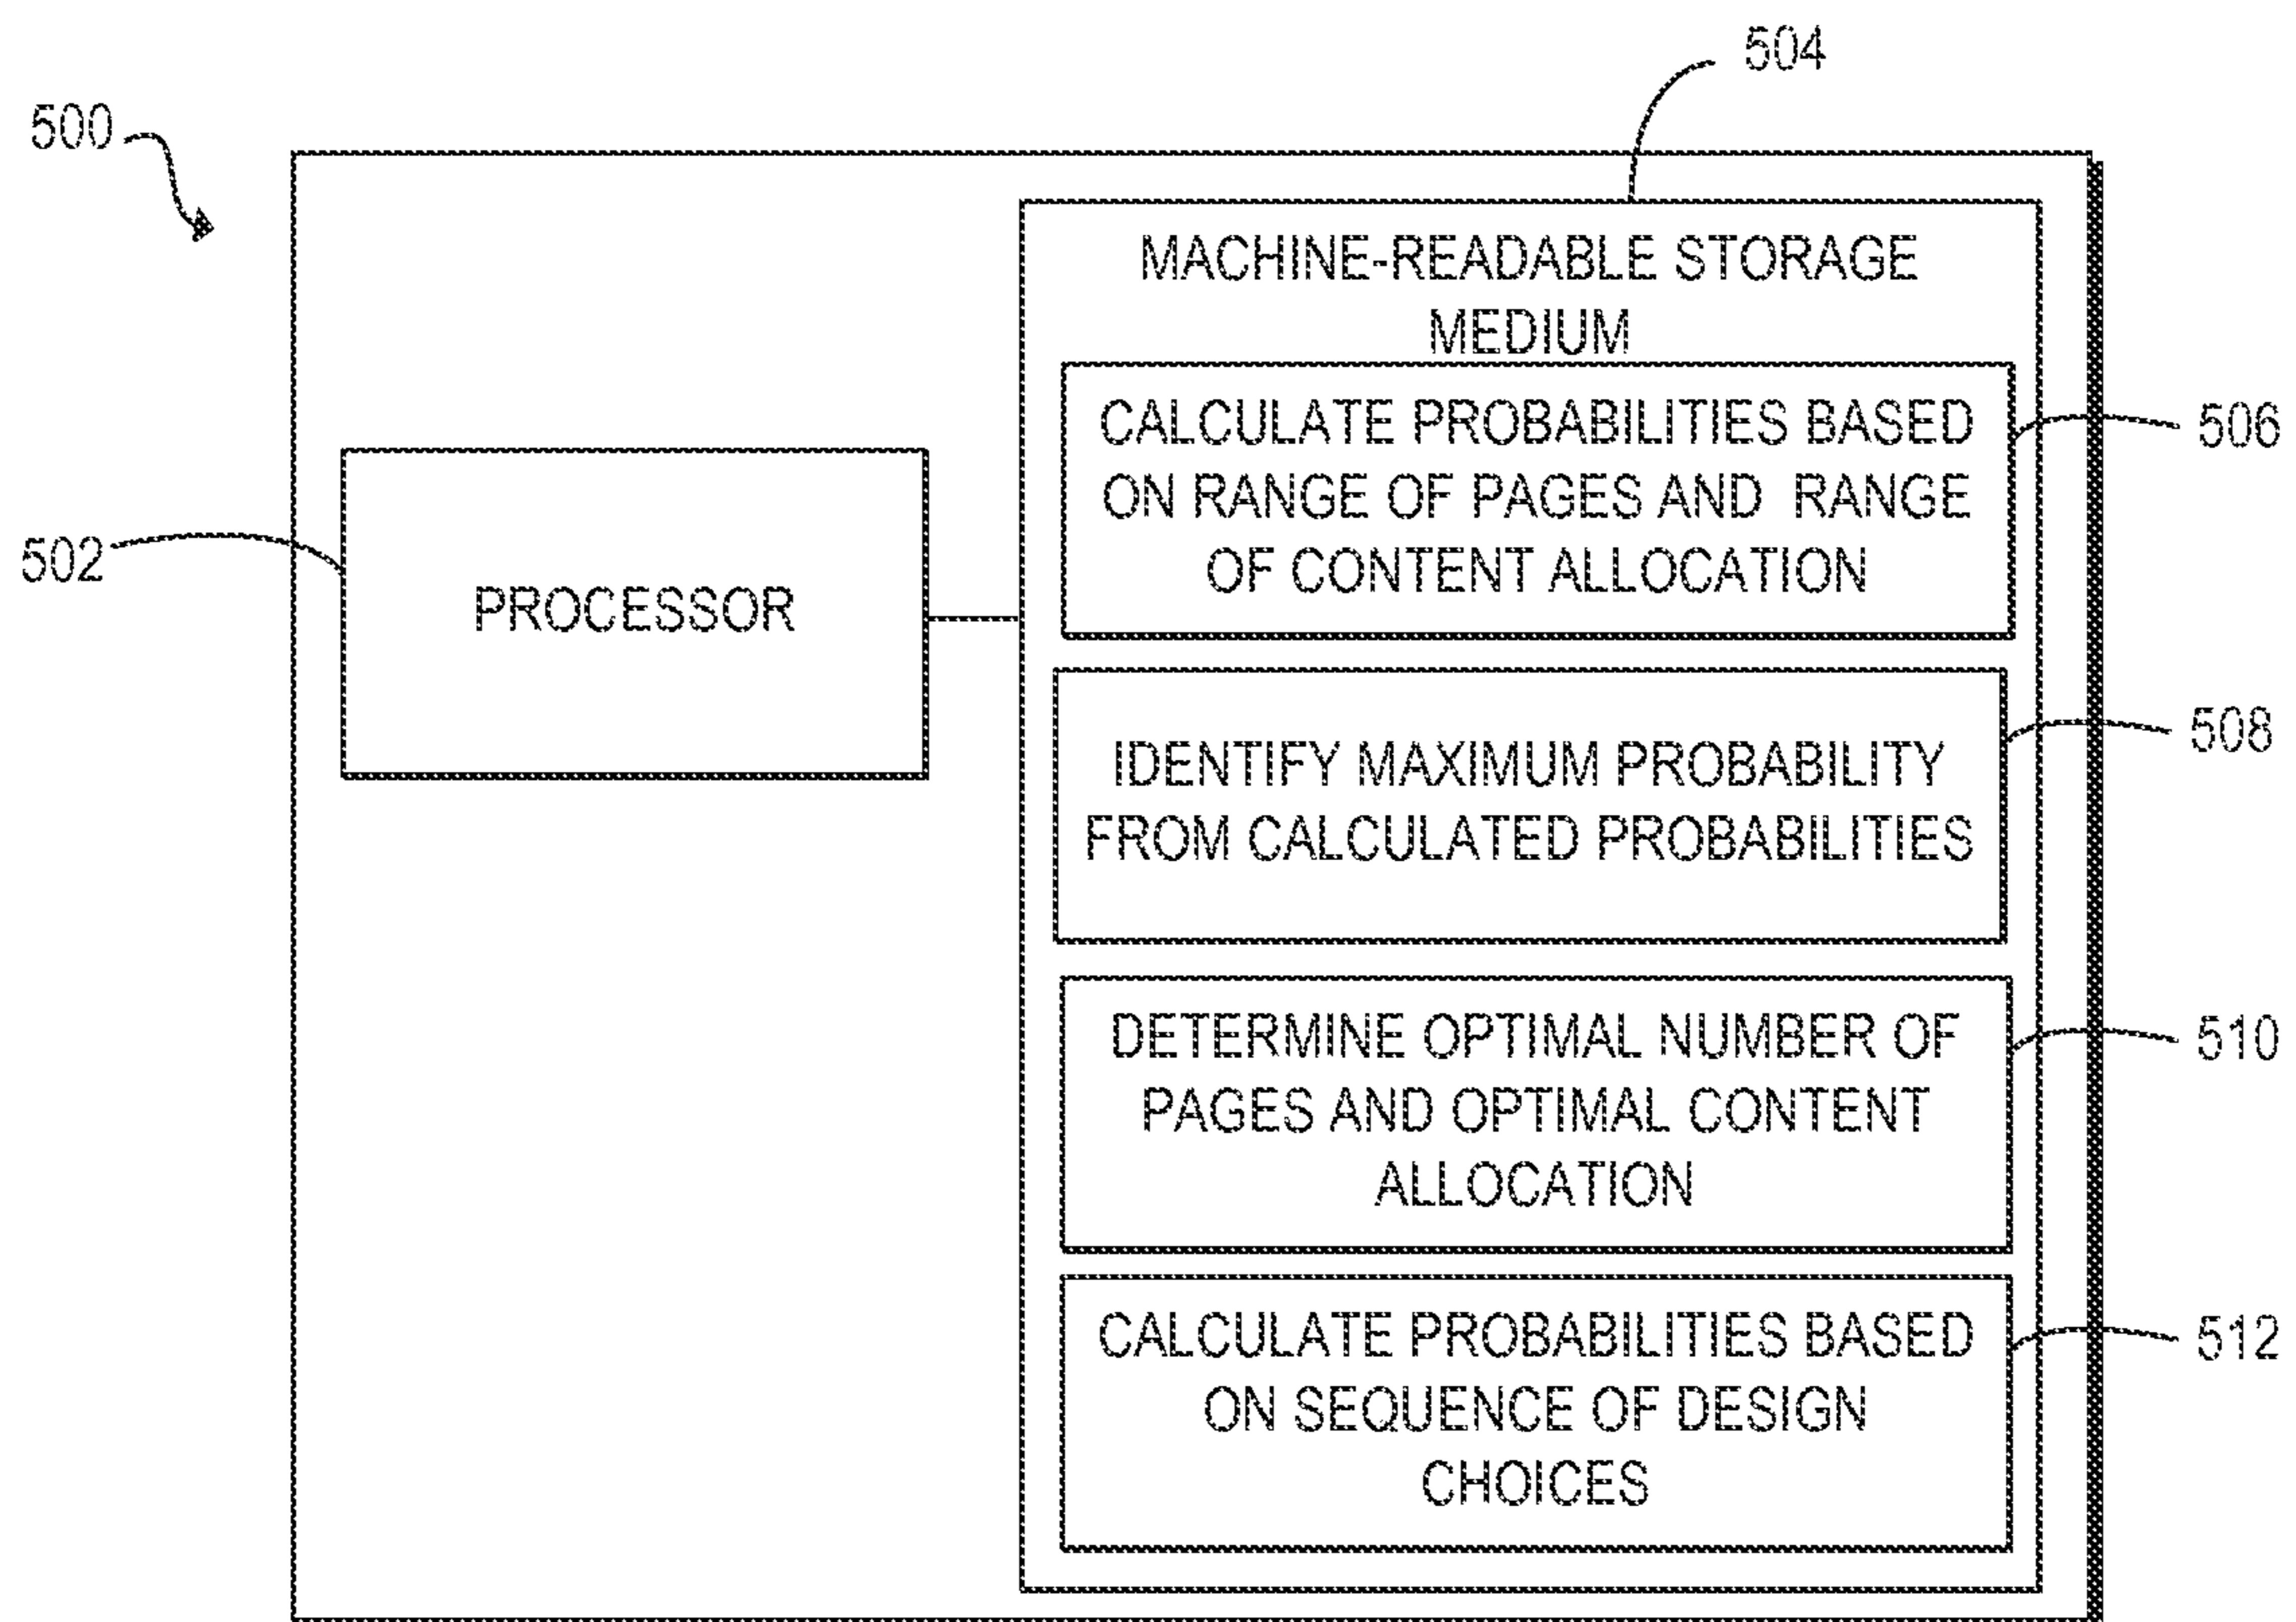 504
500
MACHINE-READABLE STORAGE
MEDIUM
CALCULATE PROBABILITIES BASED
ON RANGE OF PAGES AND RANGE
OF CONTENT ALLOCATION
506
502
PROCESSOR
IDENTIFY MAXIMUM PROBABILITY
FROM CALCULATED PROBABILITIES
508
DETERMINE OPTIMAL NUMBER OF
PAGES AND OPTIMAL CONTENT
ALLOCATION
510
CALCULATE PROBABILITIES BASED
ON SEQUENCE OF DESIGN
CHOICES
512